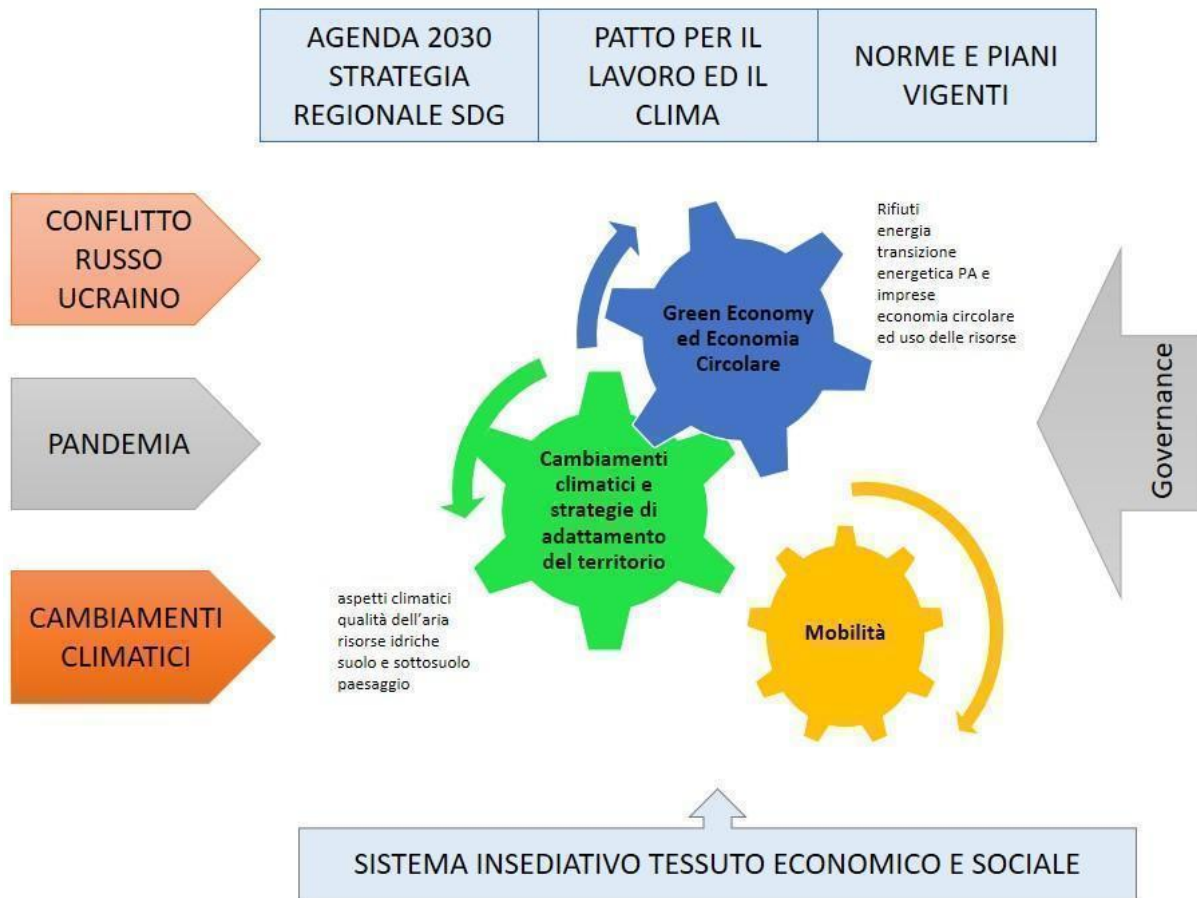 AGENDA 2030
STRATEGIA
REGIONALE SDG
PATTO PER IL
LAVORO ED IL
CLIMA
NORME E PIANI
VIGENTI
CONFLITTO
RUSSO
UCRAINO
PANDEMIA
CAMBIAMENTI
CLIMATICI
Green Economy
ed Economia
Circolare
Rifiuti
energia
transizione
energetica PA e
imprese
economia circolare
ed uso delle risorse
Cambiamenti
climatici e
strategie di
adattamento
del territorio
aspetti climatici
qualità dell'aria
risorse idriche
suolo e sottosuolo
paesaggio
Mobilità
Governance
SISTEMA INSEDIATIVO TESSUTO ECONOMICO E SOCIALE